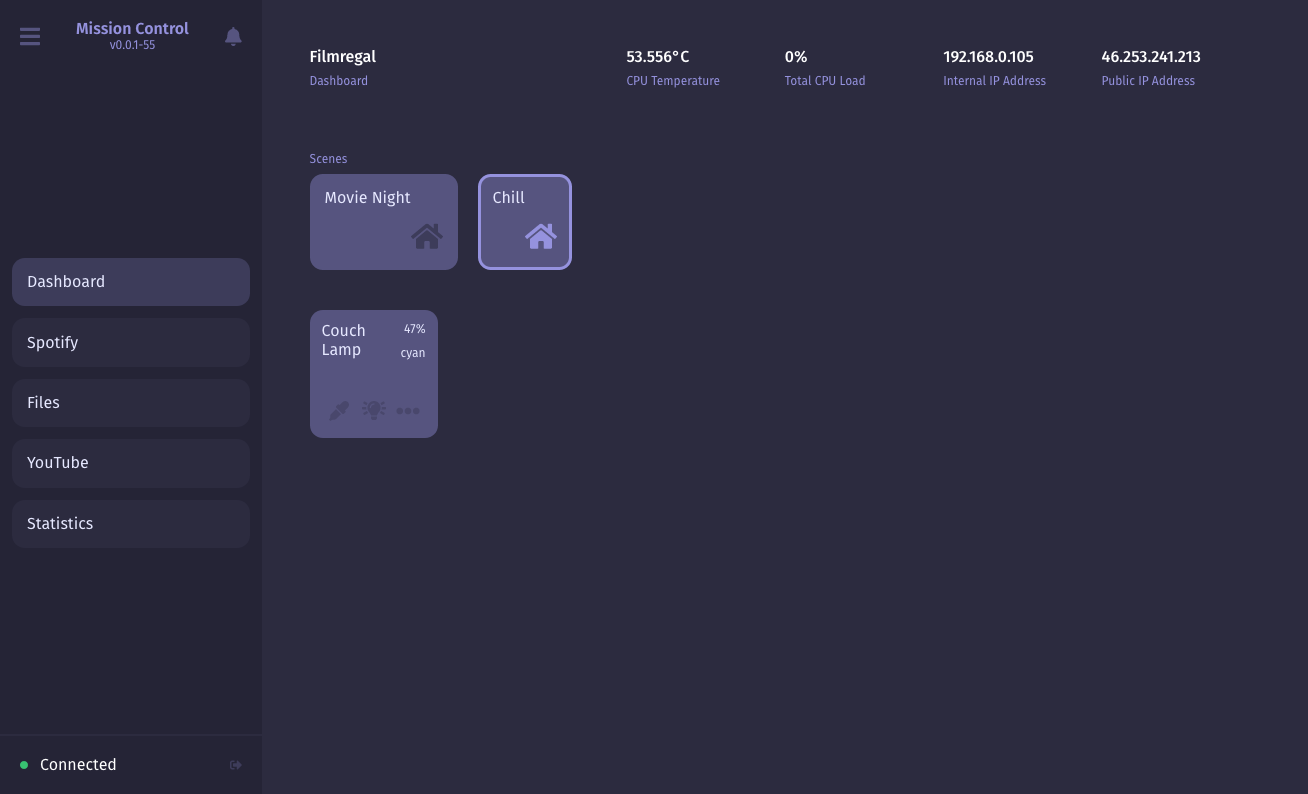 Mission Control
v0.0.1-55
Dashboard
Spotify
Files
YouTube
Statistics
Connected
Filmregal
Dashboard
53.556°C
CPU Temperature
0%
Total CPU Load
192.168.0.105
Internal IP Address
46.253.241.213
Public IP Address
Scenes
Movie Night
Chill
Couch
Lamp
47%
cyan